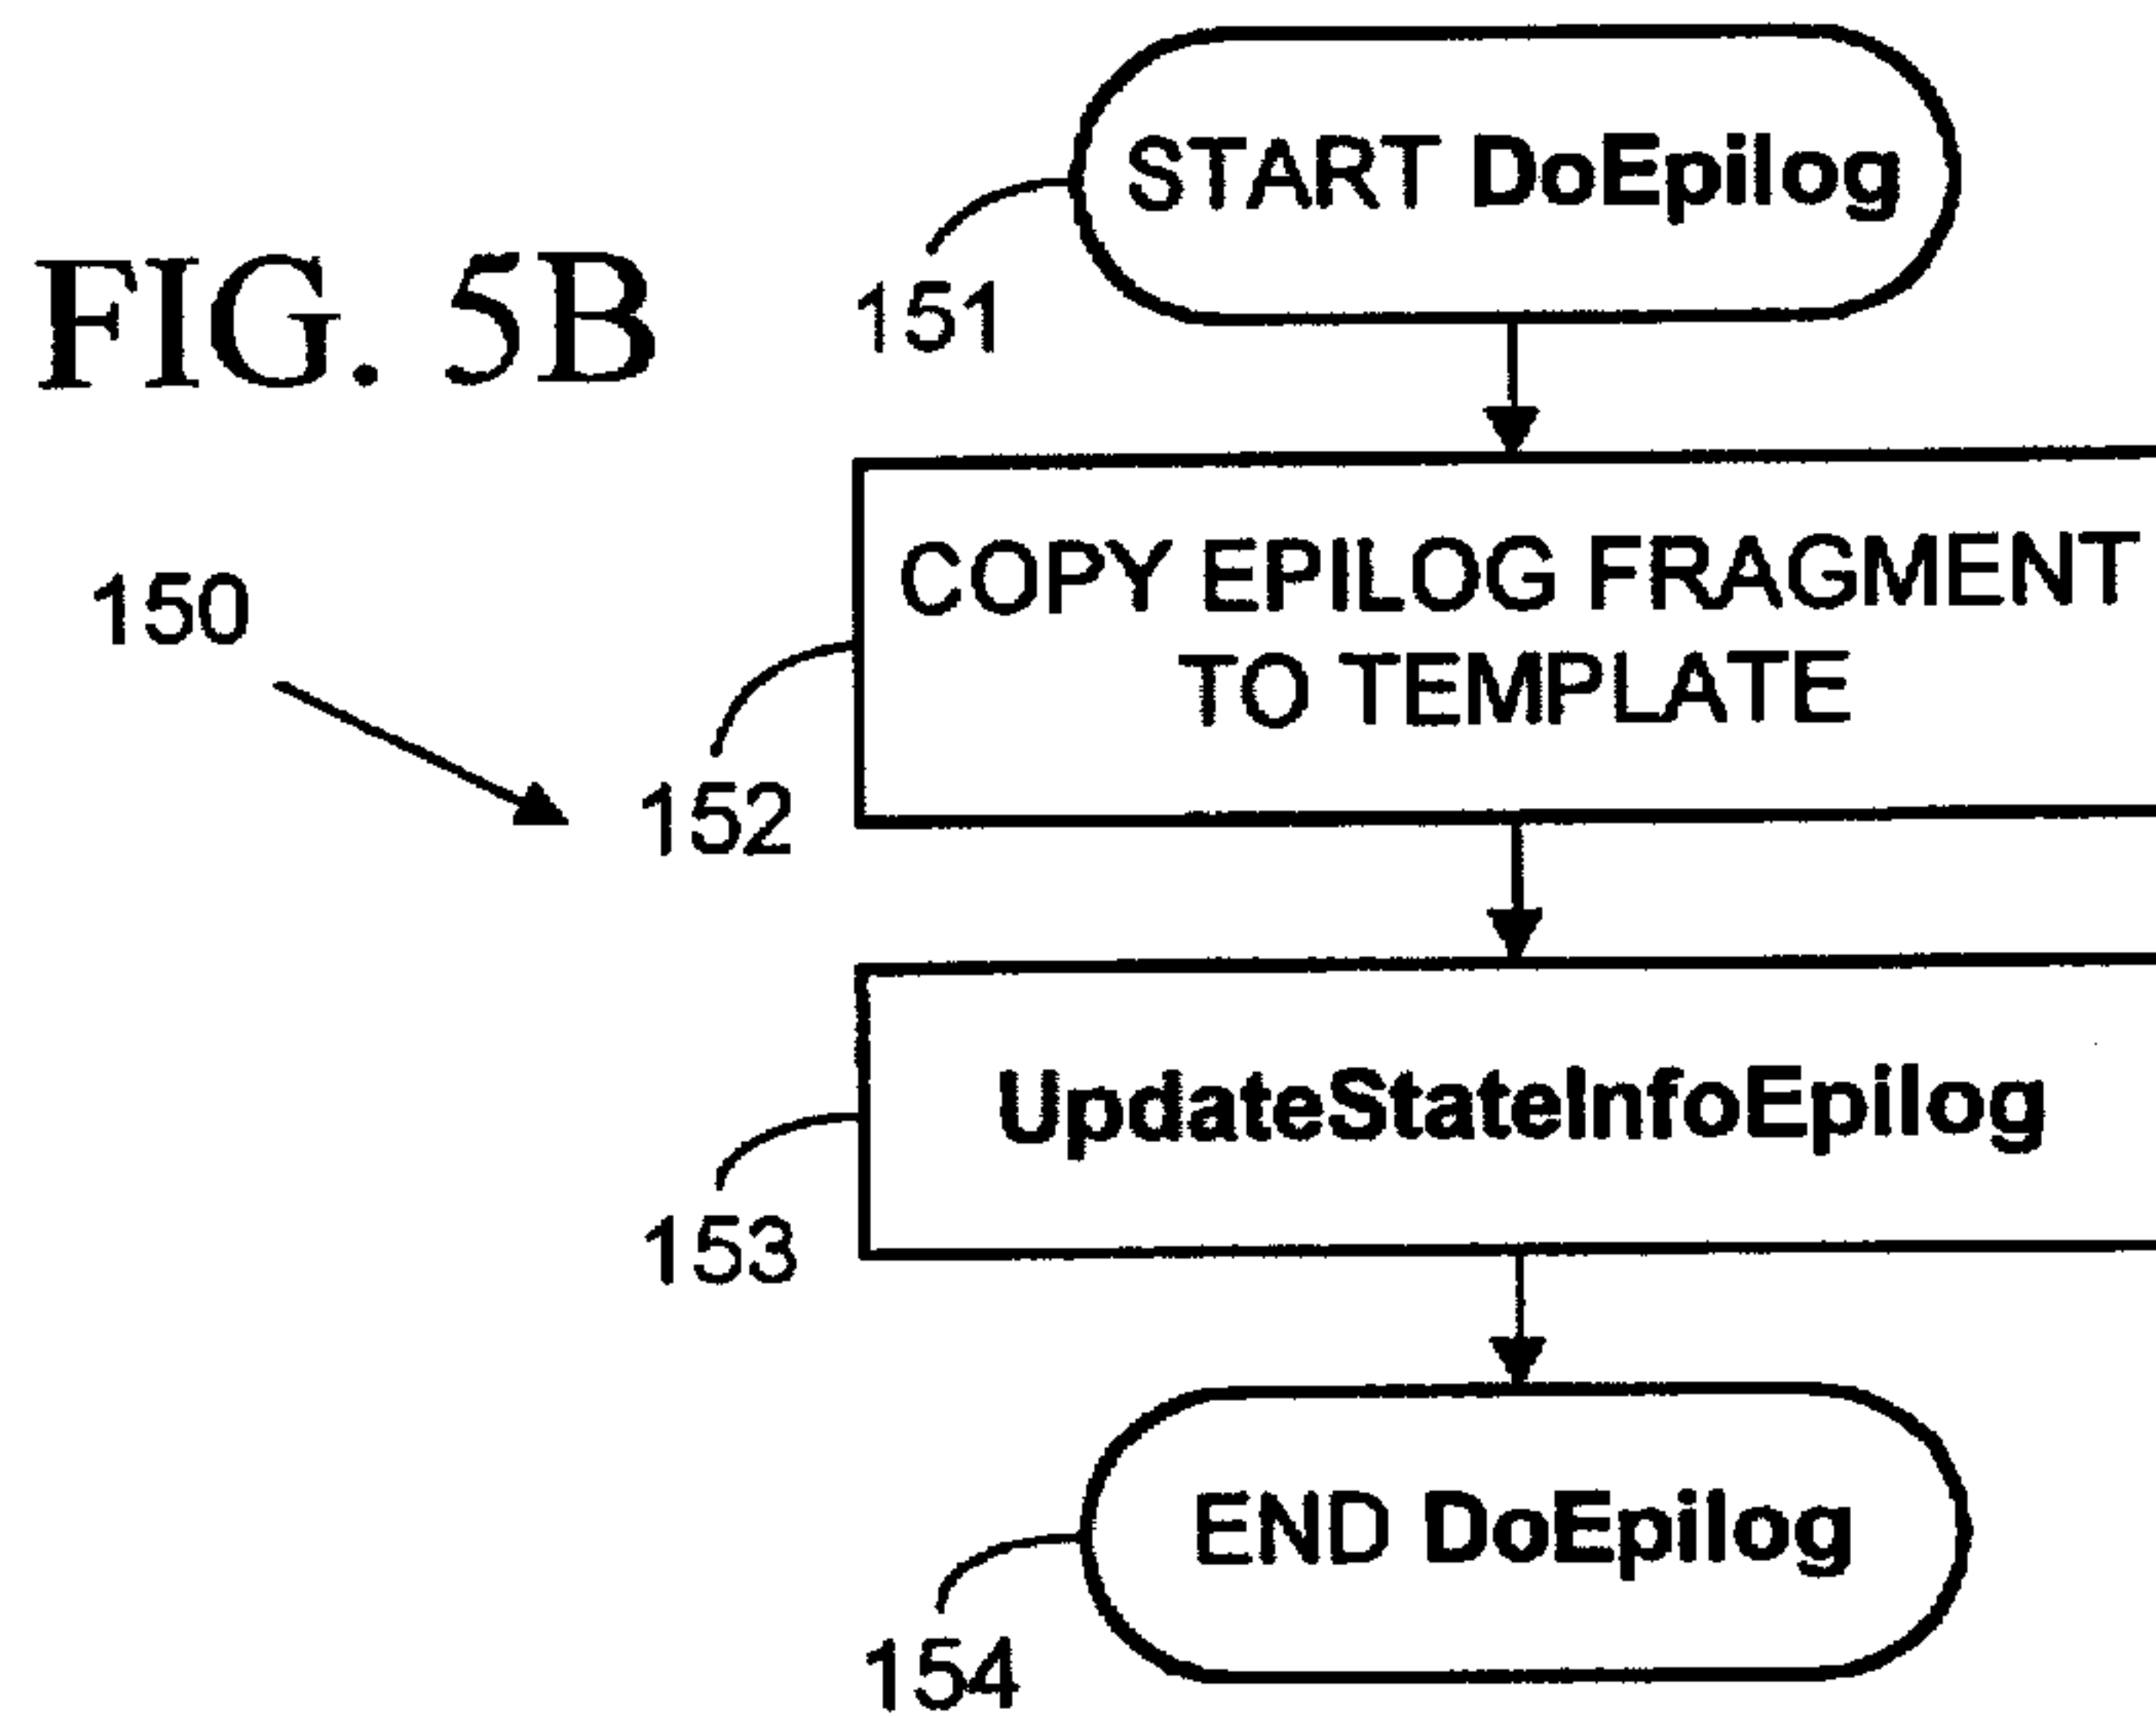 START DoEpilog
FIG. 5B
151
COPY EPILOG FRAGMENT
TO TEMPLATE
150
152
UpdateStateInfoEpilog
153
END DoEpilog
154